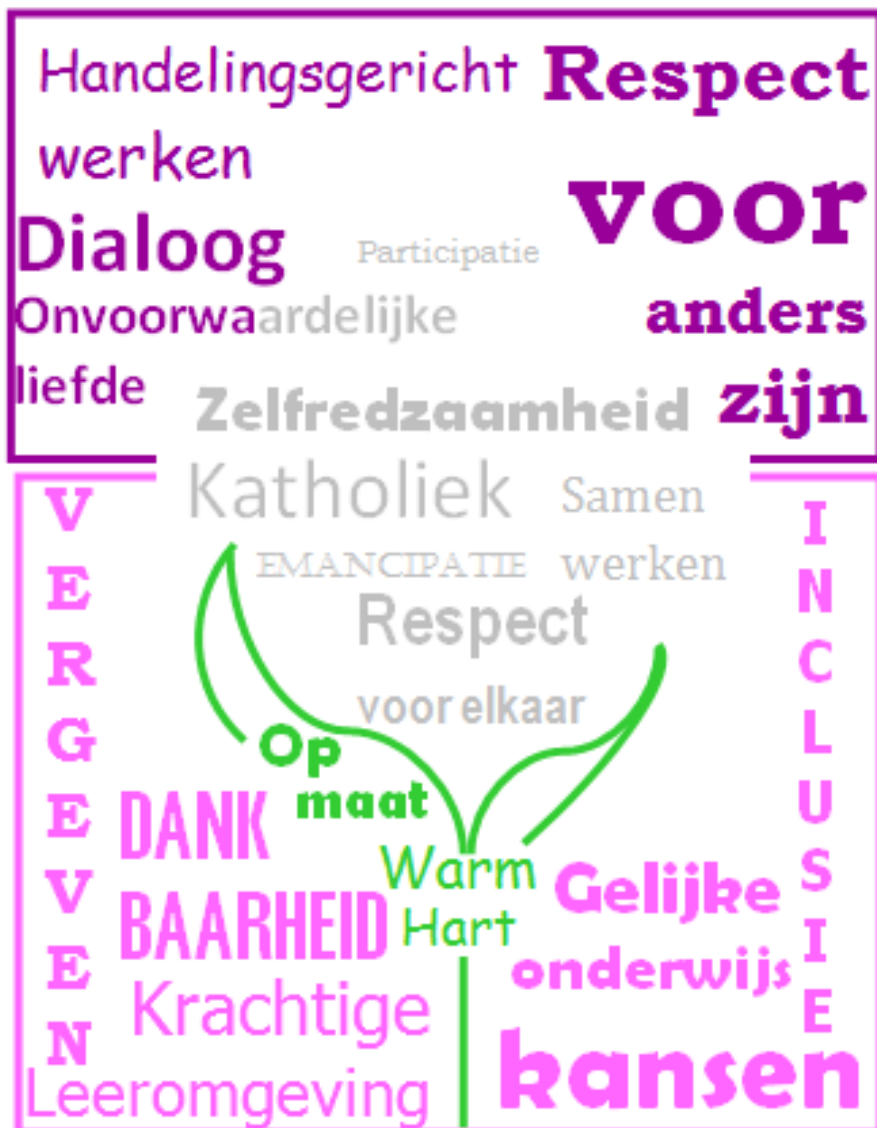 Handelingsgericht
werken
Respect
voor
anders
zijn
Dialoog
Participatie
Onvoorwaardelijke
liefde
Zelfredzaamheid
Katholiek
Samen
werken
EMANCIPATIE
Respect
voor elkaar
VERGEVEN
INCLUSIE
Op
maat
DANK
BAARHEID
Warm
Hart
Gelijke
onderwijs
kansen
Krachtige
Leeromgeving